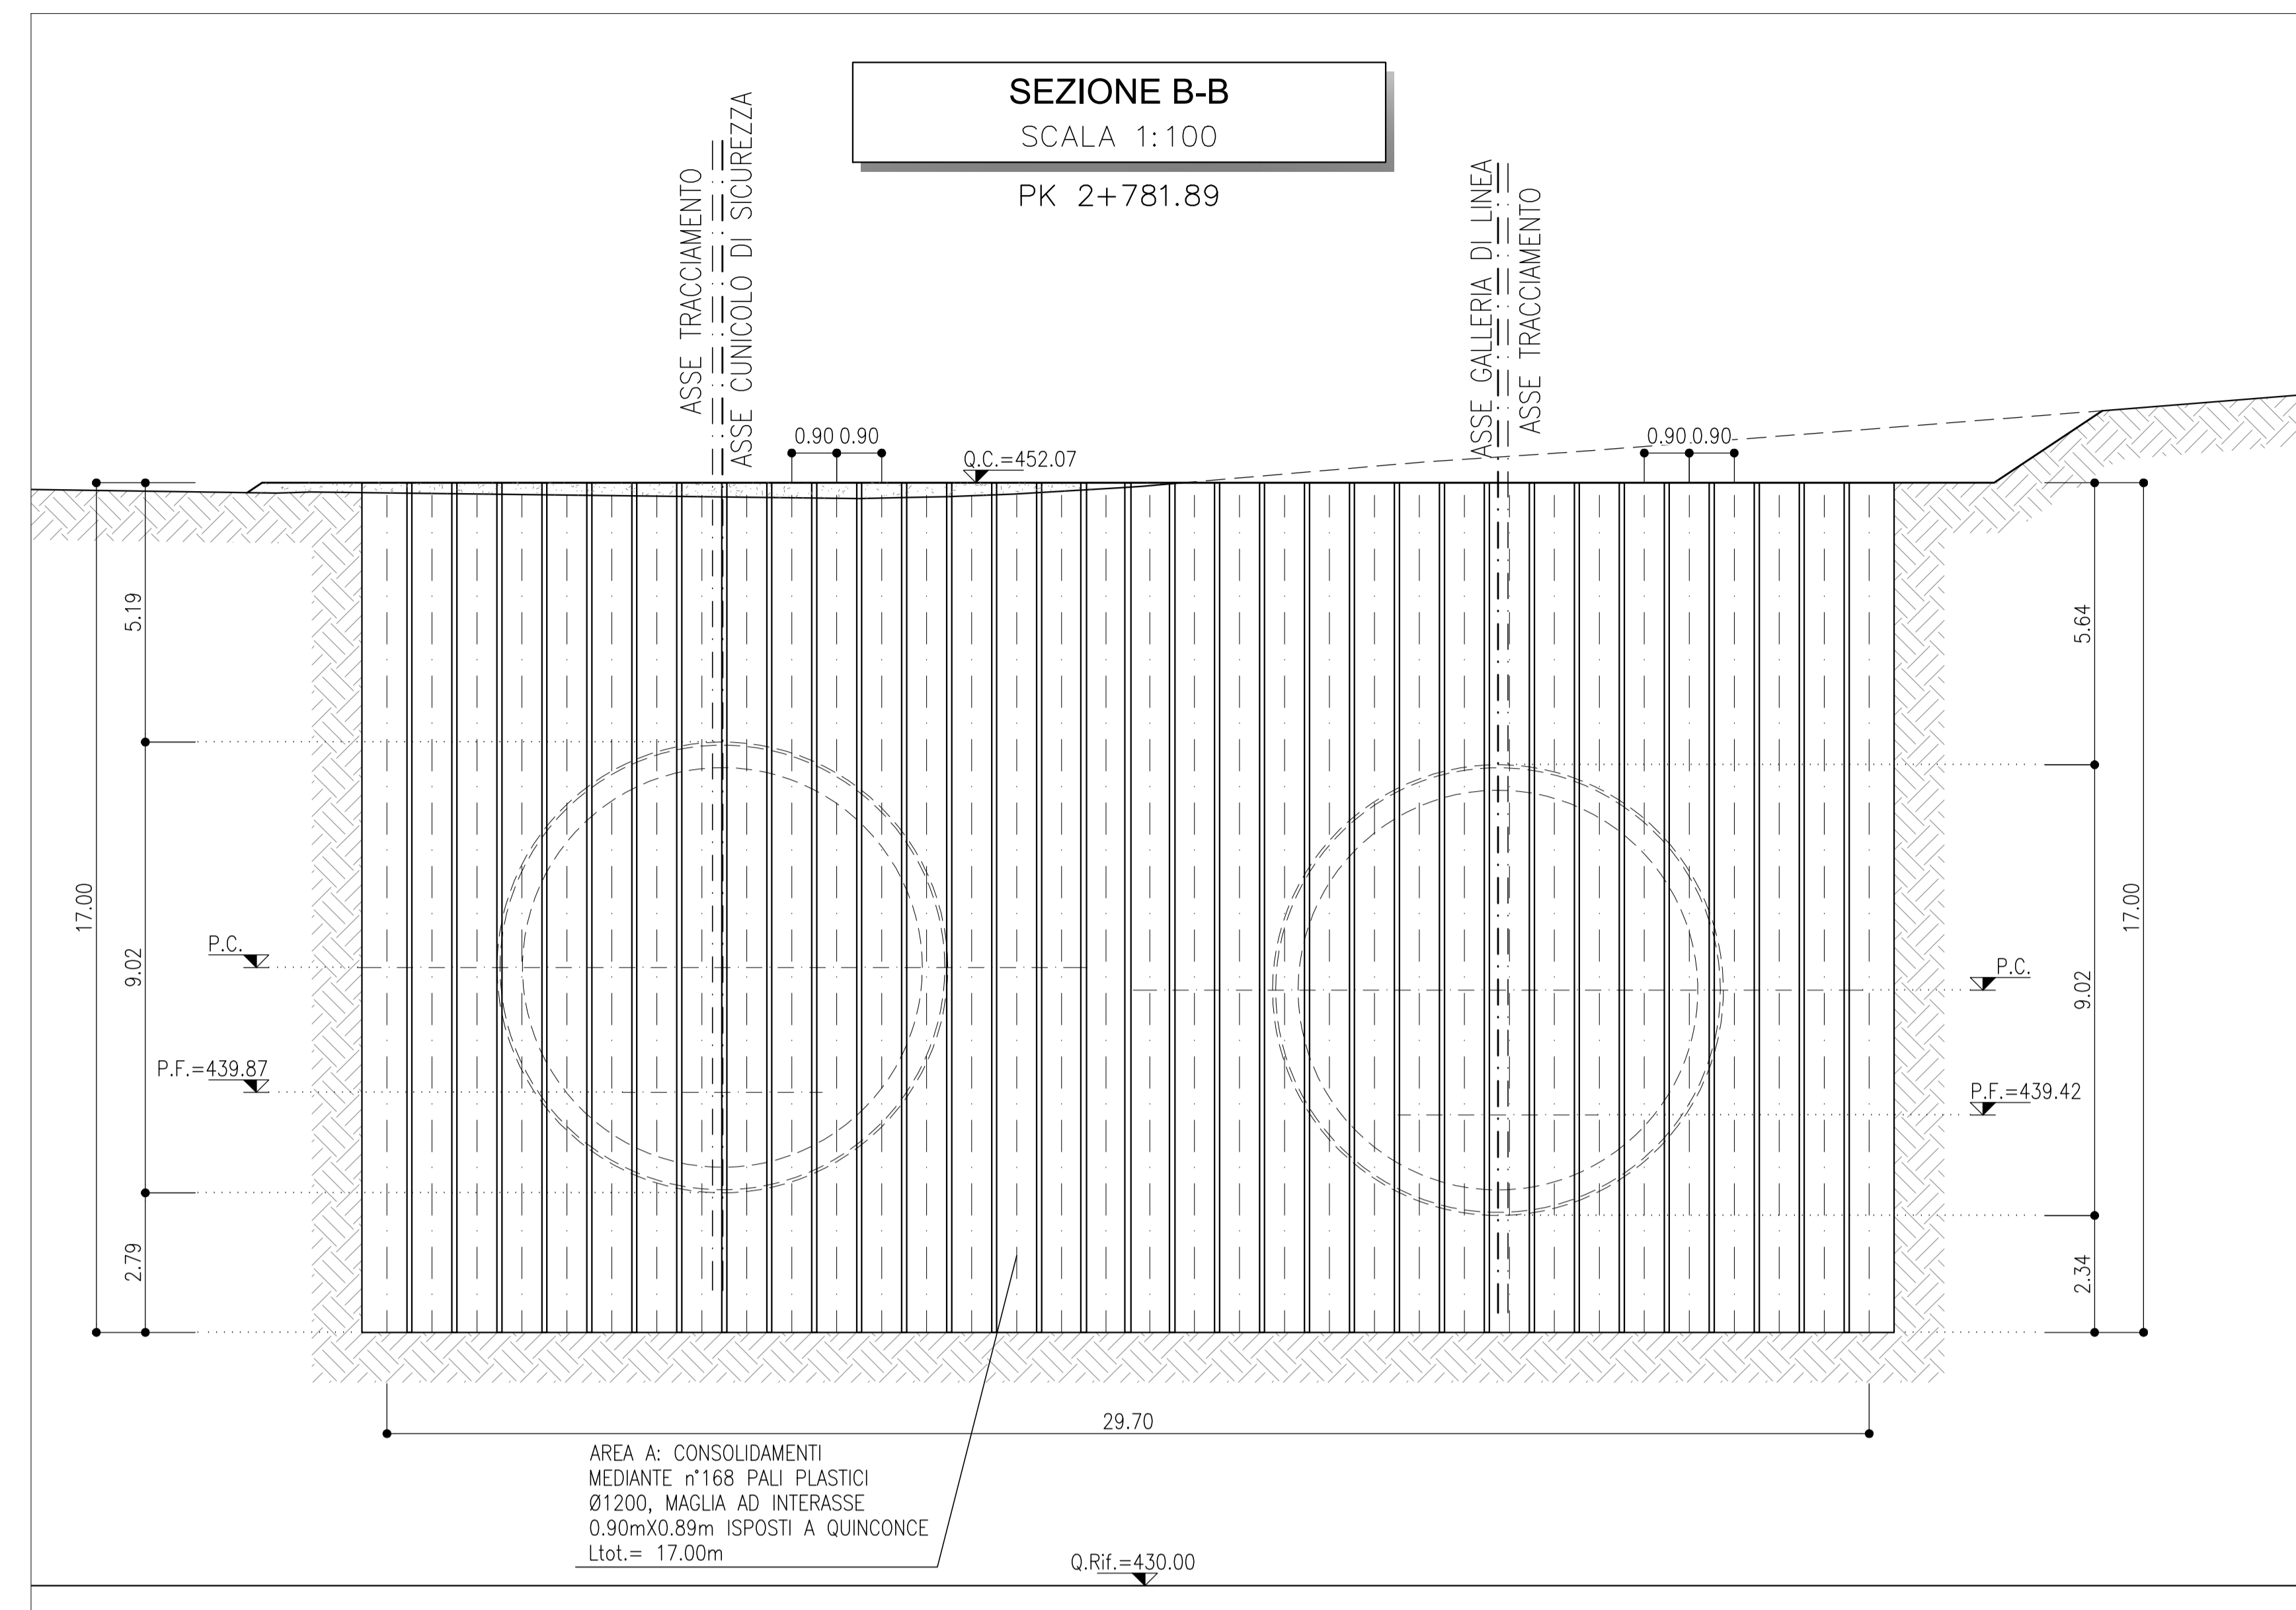 SEZIONE B-B
SCALA 1:100
PK 2+781.89
ASSE TRACCIAMENTO
ASSE CUNICOLO DI SICUREZZA
ASSE GALLERIA DI LINEA
ASSE TRACCIAMENTO
0.90 0.90
Q.C.=452.07
0.90 0.90
5.19
5.64
17.00
9.02
P.C.
P.F.=439.87
2.79
P.C.
P.F.=439.42
9.02
17.00
2.34
29.70
AREA A: CONSOLIDAMENTI
MEDIANTE n°168 PALI PLASTICI
Ø1200, MAGLIA AD INTERASSE
0.90mX0.89m ISPOSTI A QUINCONCE
Ltot.= 17.00m
Q.Rif.=430.00